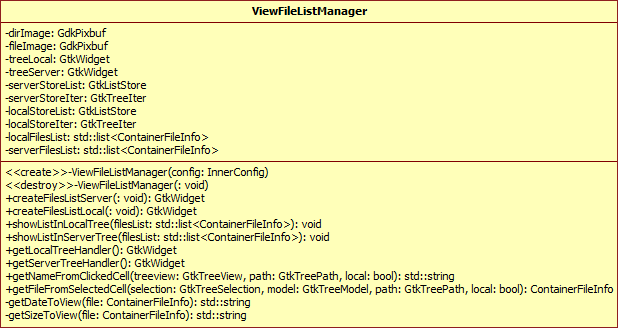 ViewFileListManager
-dirImage: GdkPixbuf
-fileImage: GdkPixbuf
-treeLocal: GtkWidget
-treeServer: GtkWidget
-serverStoreList: GtkListStore
-serverStoreIter: GtkTreeIter
-localStoreList: GtkListStore
-localStoreIter: GtkTreeIter
-localFilesList: std::list<ContainerFileInfo>
-serverFilesList: std::list<ContainerFileInfo>
<<create>>-ViewFileListManager(config: InnerConfig)
<<destroy>>-ViewFileListManager(: void)
+createFilesListServer(: void): GtkWidget
+createFilesListLocal(: void): GtkWidget
+showListInLocalTree(filesList: std::list<ContainerFileInfo>): void
+showListInServerTree(filesList: std::list<ContainerFileInfo>): void
+getLocalTreeHandler(): GtkWidget
+getServerTreeHandler(): GtkWidget
+getNameFromClickedCell(treeview: GtkTreeView, path: GtkTreePath, local: bool): std::string
+getFileFromSelectedCell(selection: GtkTreeSelection, model: GtkTreeModel, path: GtkTreePath, local: bool): ContainerFileInfo
-getDateToView(file: ContainerFileInfo): std::string
-getSizeToView(file: ContainerFileInfo): std::string